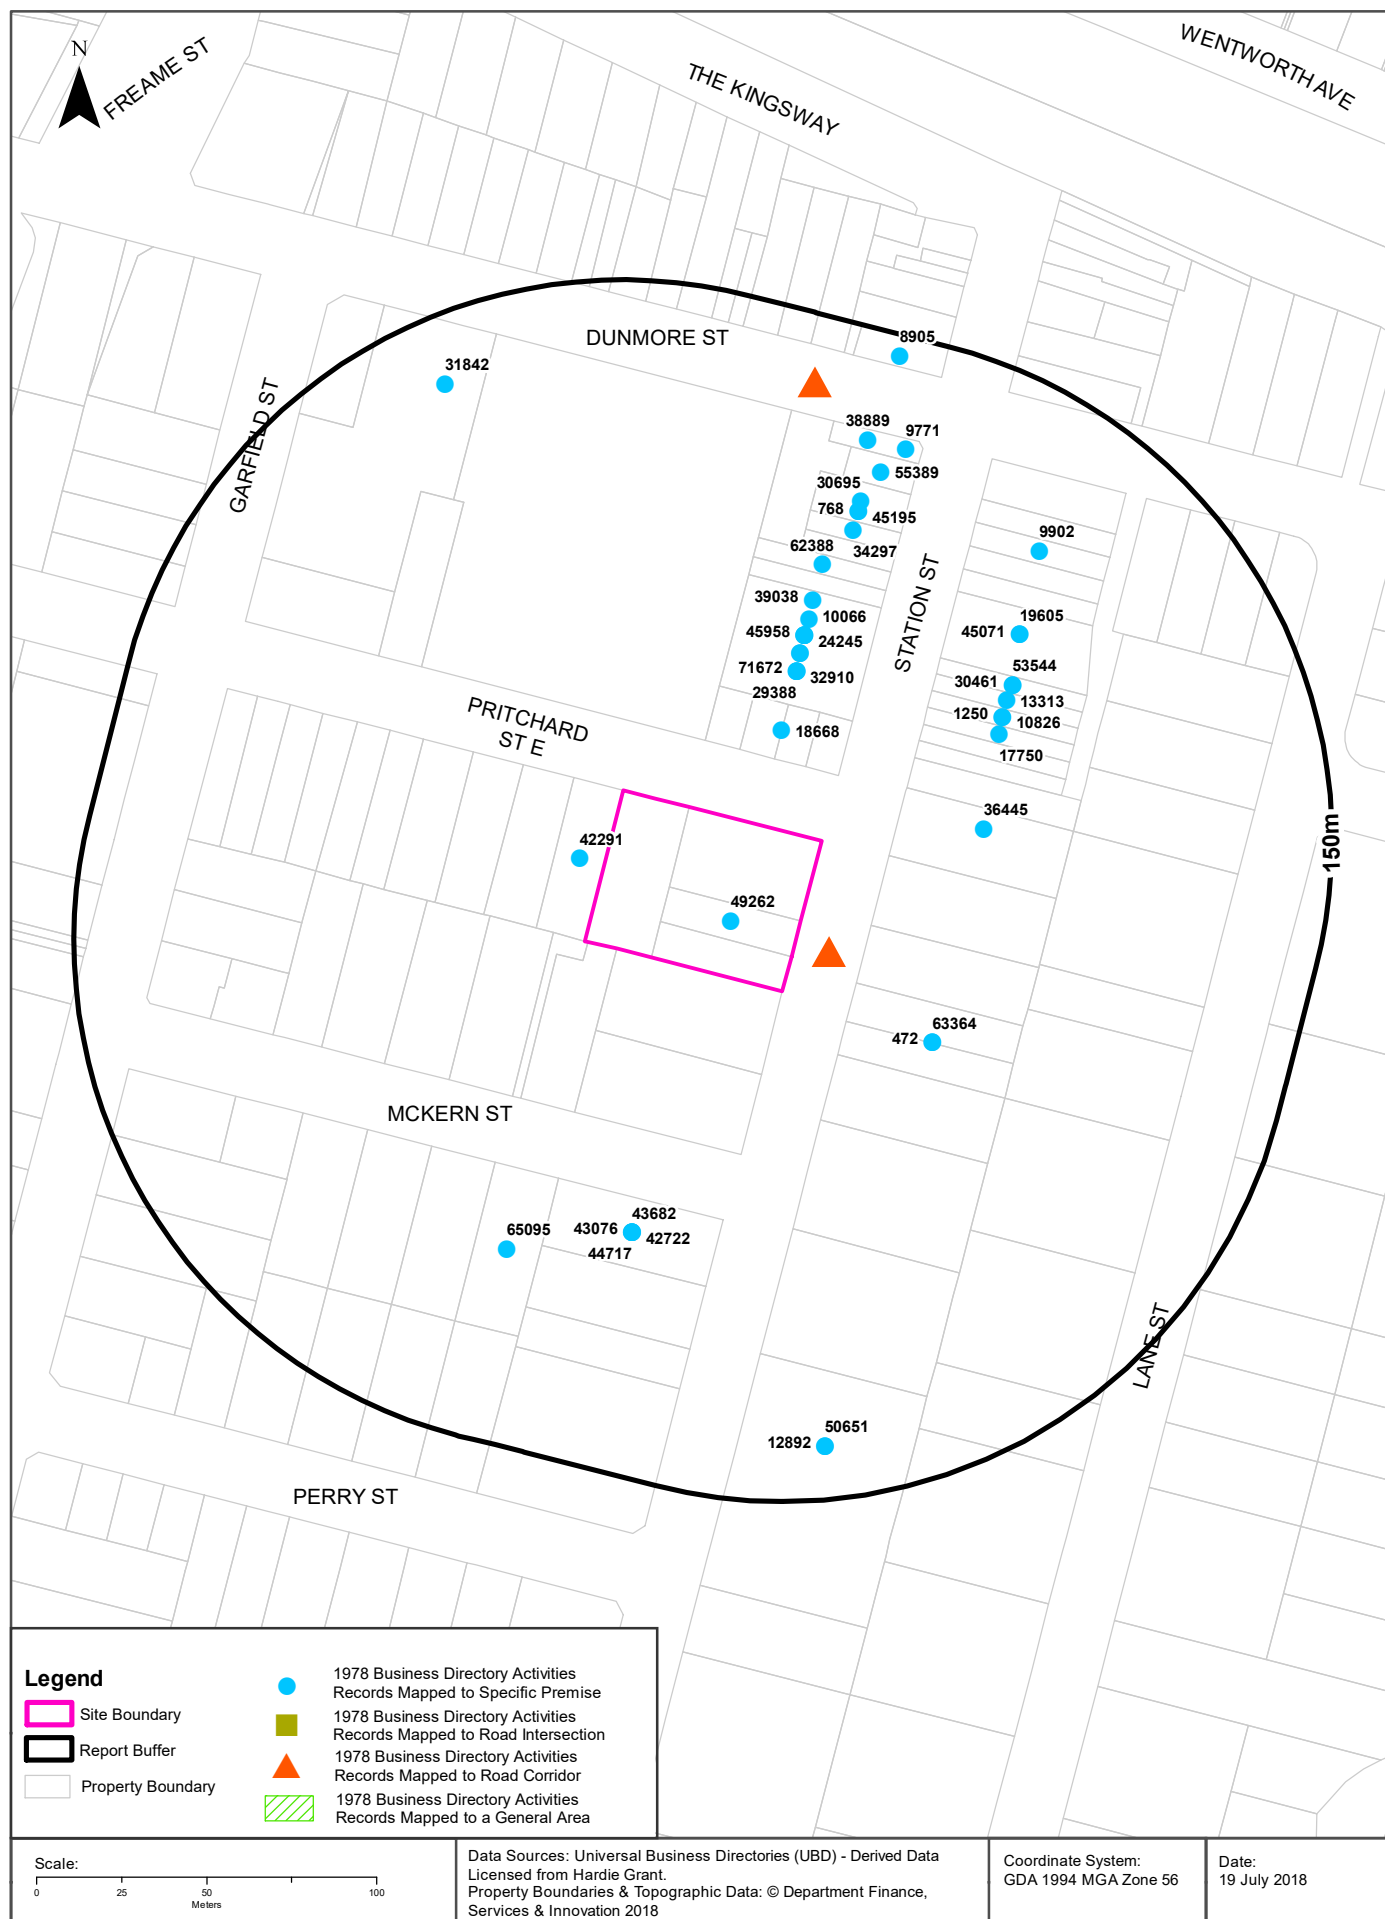 N
FREAME ST
THE KINGSWAY
WENTWORTH AVE
DUNMORE ST
8905
31842
GARFIELD ST
38889
9771
55389
30695
768
45195
34297
62388
9902
STATION ST
39038
10066
45958
24245
71672
32910
29388
18668
19605
45071
53544
30461
13313
1250
10826
17750
PRITCHARD
ST E
36445
150m
42291
49262
63364
472
MCKERN ST
65095
43682
43076
42722
44717
LANE ST
50651
12892
PERRY ST
Legend
Site Boundary
Report Buffer
Property Boundary
1978 Business Directory Activities
Records Mapped to Specific Premise
1978 Business Directory Activities
Records Mapped to Road Intersection
1978 Business Directory Activities
Records Mapped to Road Corridor
1978 Business Directory Activities
Records Mapped to a General Area
Scale:
0 25 50 100
Meters
Data Sources: Universal Business Directories (UBD) - Derived Data
Licensed from Hardie Grant.
Property Boundaries & Topographic Data: © Department Finance,
Services & Innovation 2018
Coordinate System:
GDA 1994 MGA Zone 56
Date:
19 July 2018